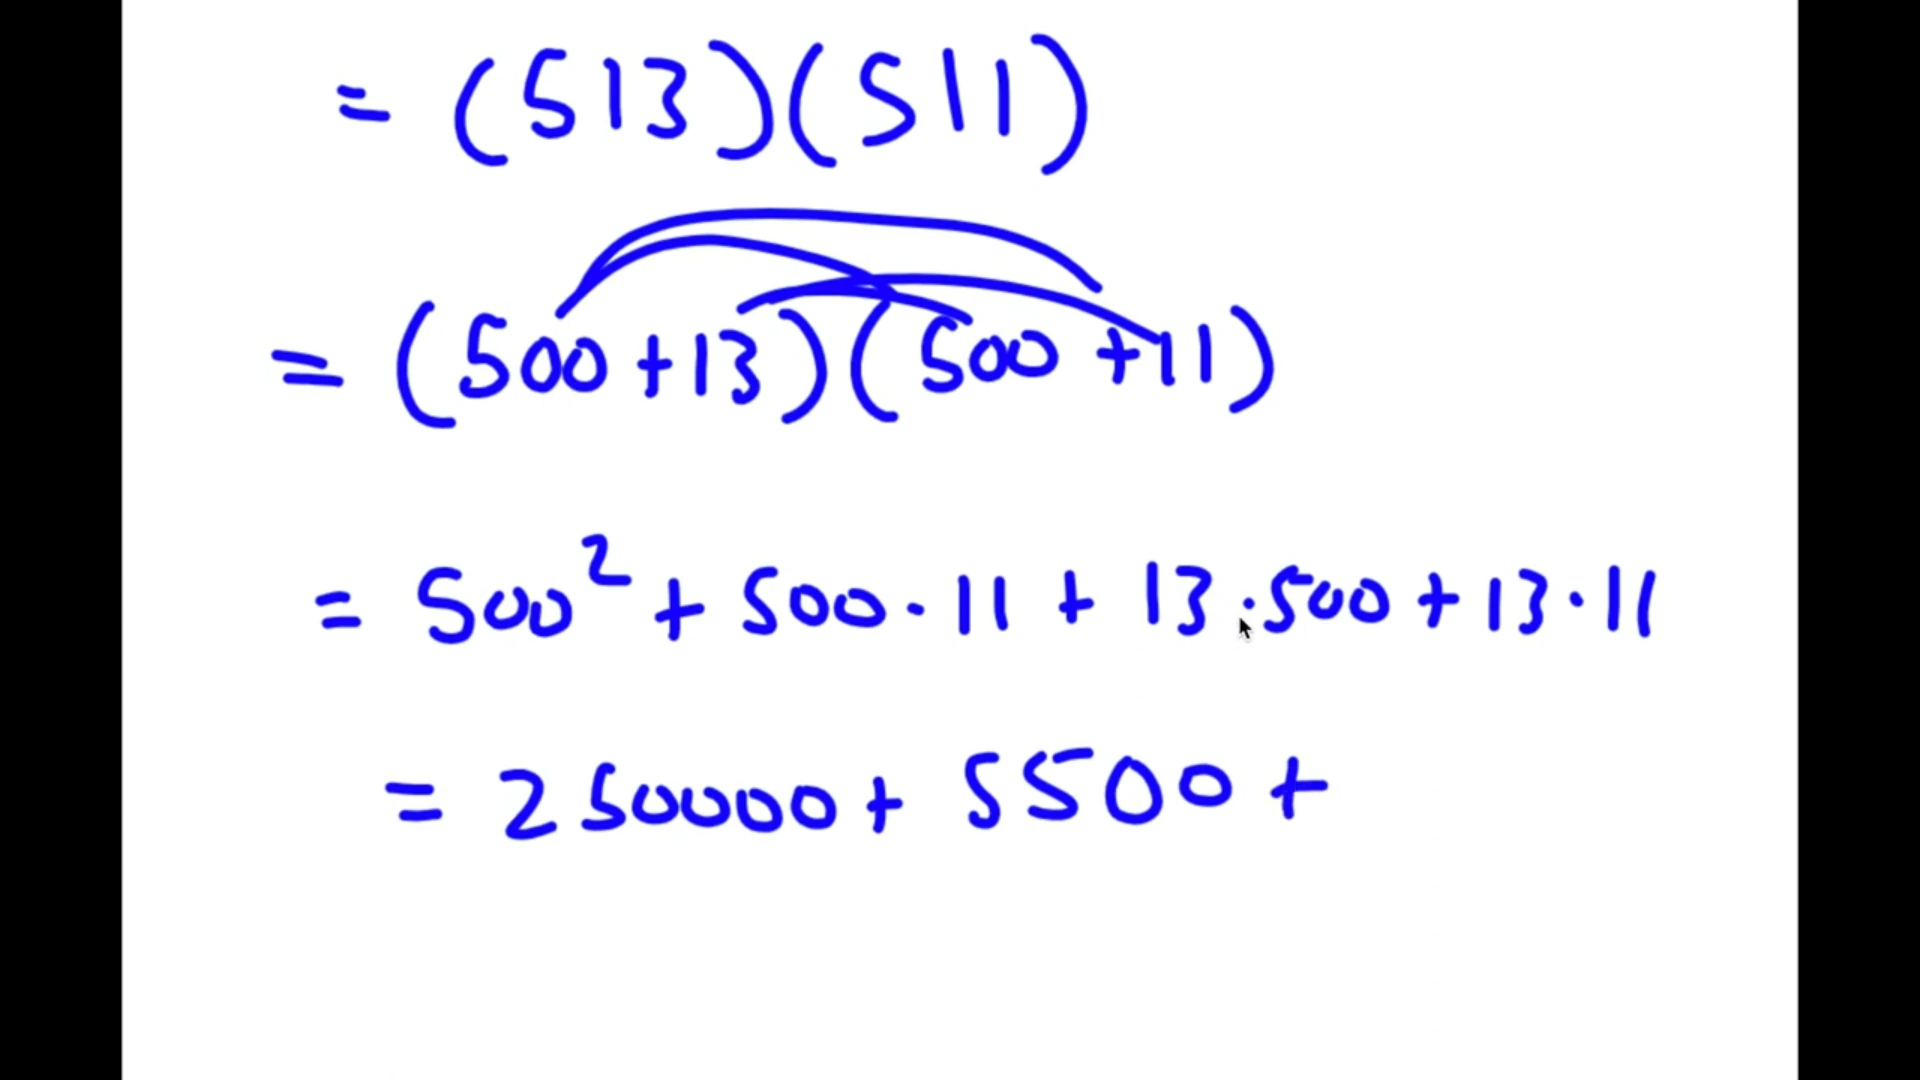 = (513)(511)
= (500+13)(500+11)
= 500² + 500·11 + 13·500 + 13·11
= 250000 + 5500 +